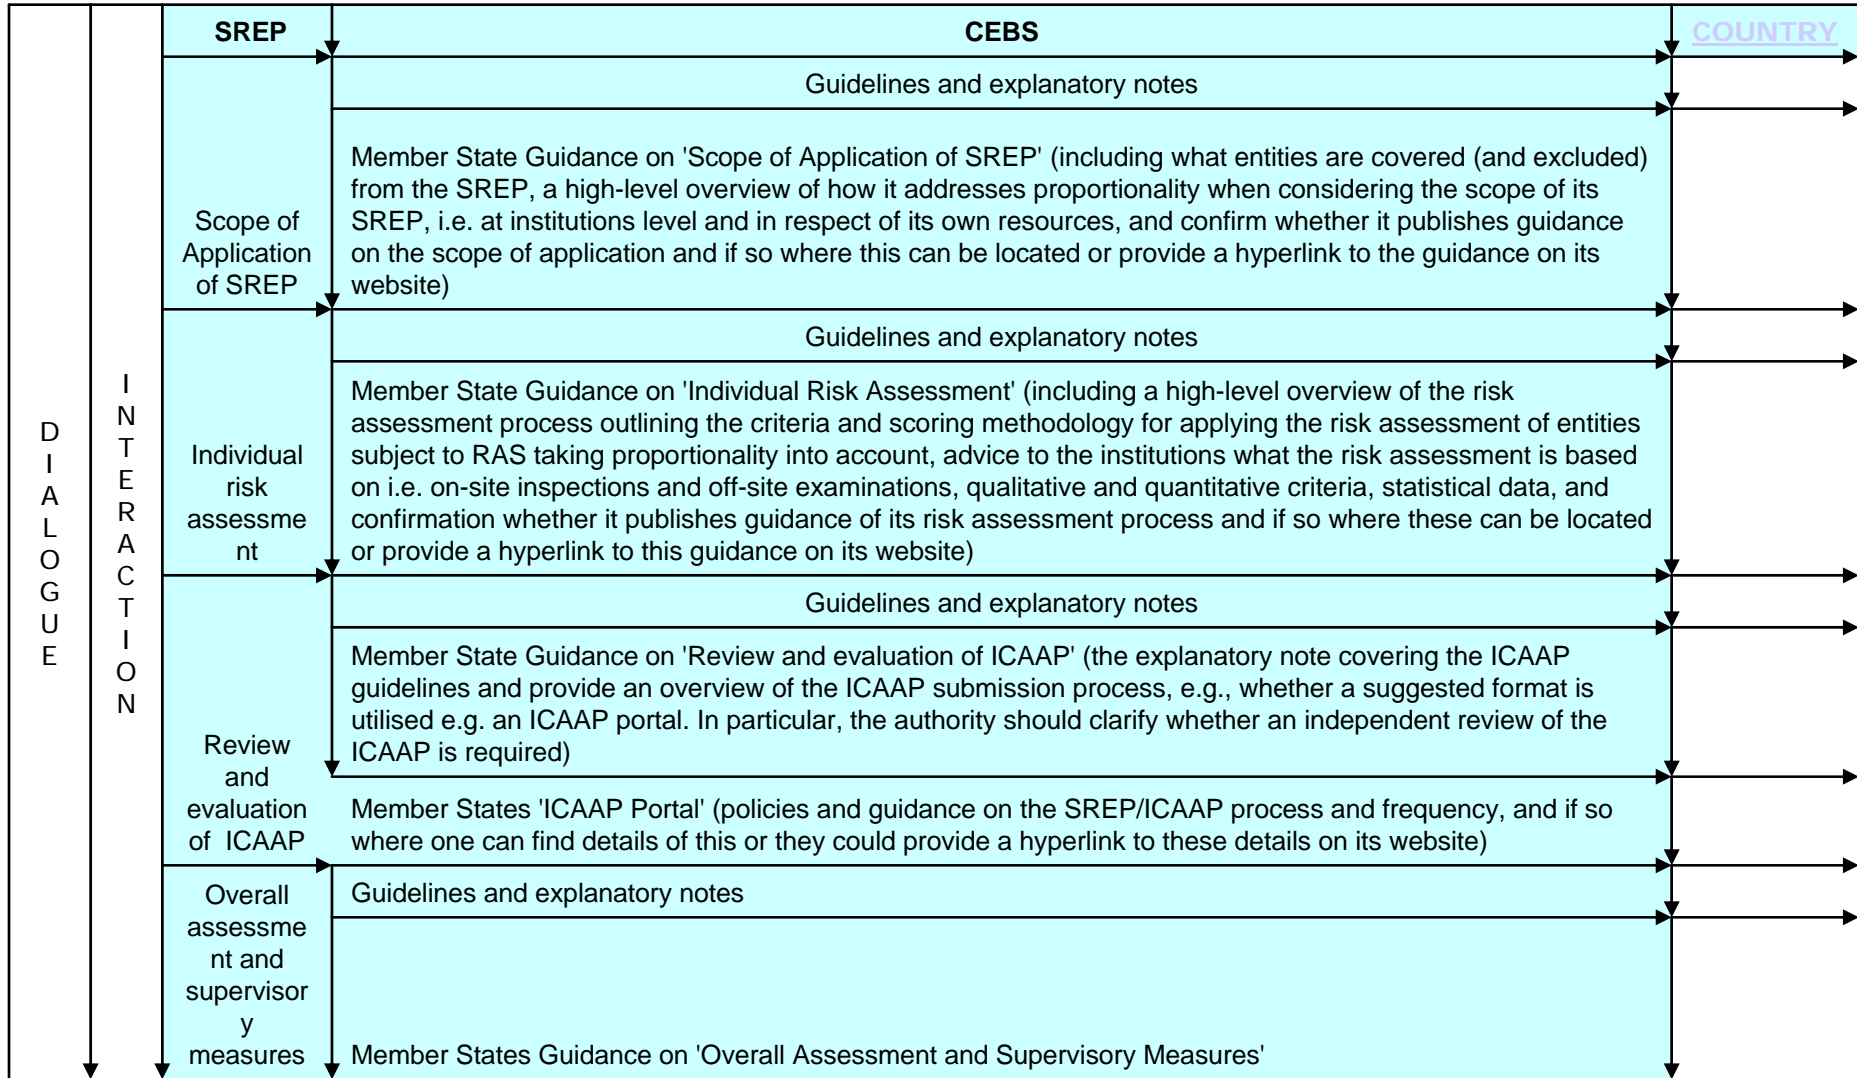 SREP
CEBS
COUNTRY
Guidelines and explanatory notes
Scope of
Application
of SREP
Member State Guidance on 'Scope of Application of SREP' (including what entities are covered (and excluded)
from the SREP, a high-level overview of how it addresses proportionality when considering the scope of its
SREP, i.e. at institutions level and in respect of its own resources, and confirm whether it publishes guidance
on the scope of application and if so where this can be located or provide a hyperlink to the guidance on its
website)
Guidelines and explanatory notes
D
I
A
L
O
G
U
E
I
N
T
E
R
A
C
T
I
O
N
Individual
risk
assessme
nt
Member State Guidance on 'Individual Risk Assessment' (including a high-level overview of the risk
assessment process outlining the criteria and scoring methodology for applying the risk assessment of entities
subject to RAS taking proportionality into account, advice to the institutions what the risk assessment is based
on i.e. on-site inspections and off-site examinations, qualitative and quantitative criteria, statistical data, and
confirmation whether it publishes guidance of its risk assessment process and if so where these can be located
or provide a hyperlink to this guidance on its website)
Guidelines and explanatory notes
Review
and
evaluation
of ICAAP
Member State Guidance on 'Review and evaluation of ICAAP' (the explanatory note covering the ICAAP
guidelines and provide an overview of the ICAAP submission process, e.g., whether a suggested format is
utilised e.g. an ICAAP portal. In particular, the authority should clarify whether an independent review of the
ICAAP is required)
Member States 'ICAAP Portal' (policies and guidance on the SREP/ICAAP process and frequency, and if so
where one can find details of this or they could provide a hyperlink to these details on its website)
Overall
assessme
nt and
supervisor
y
measures
Guidelines and explanatory notes
Member States Guidance on 'Overall Assessment and Supervisory Measures'